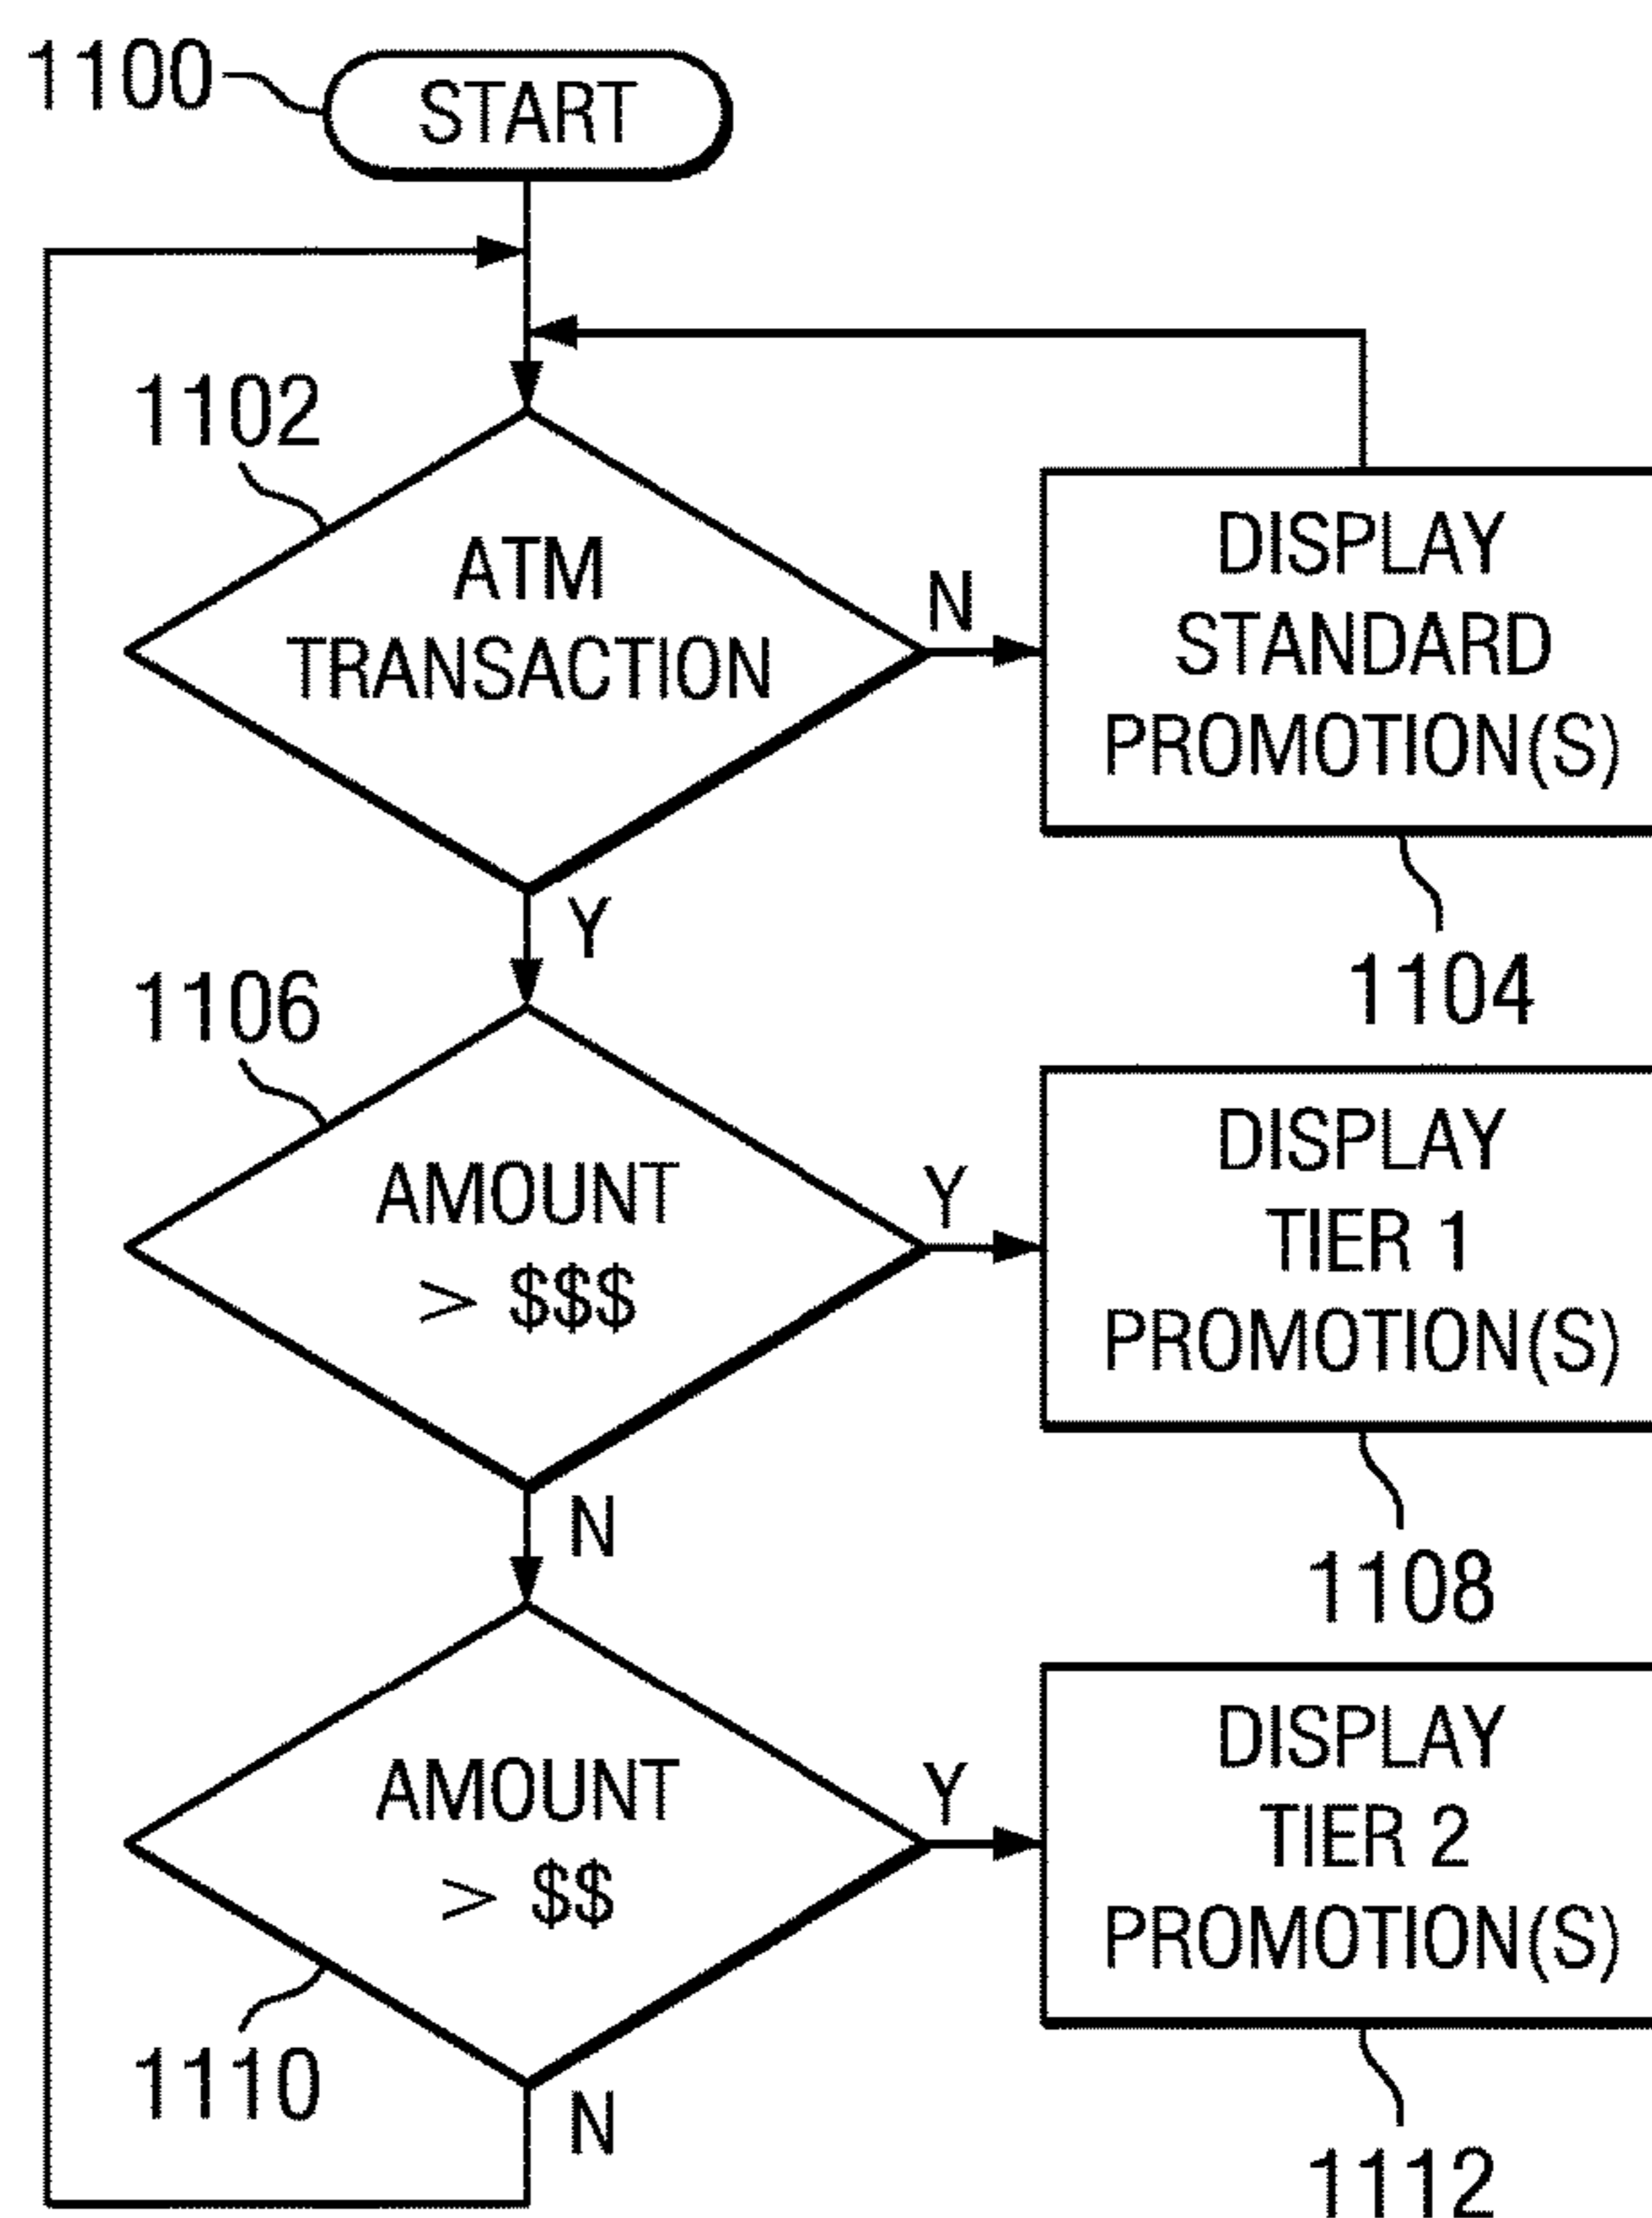 1100
START
1102
ATM
TRANSACTION
N
DISPLAY
STANDARD
PROMOTION(S)
1104
Y
1106
AMOUNT
> $$$
Y
DISPLAY
TIER 1
PROMOTION(S)
1108
N
AMOUNT
> $$
Y
DISPLAY
TIER 2
PROMOTION(S)
1110
N
1112